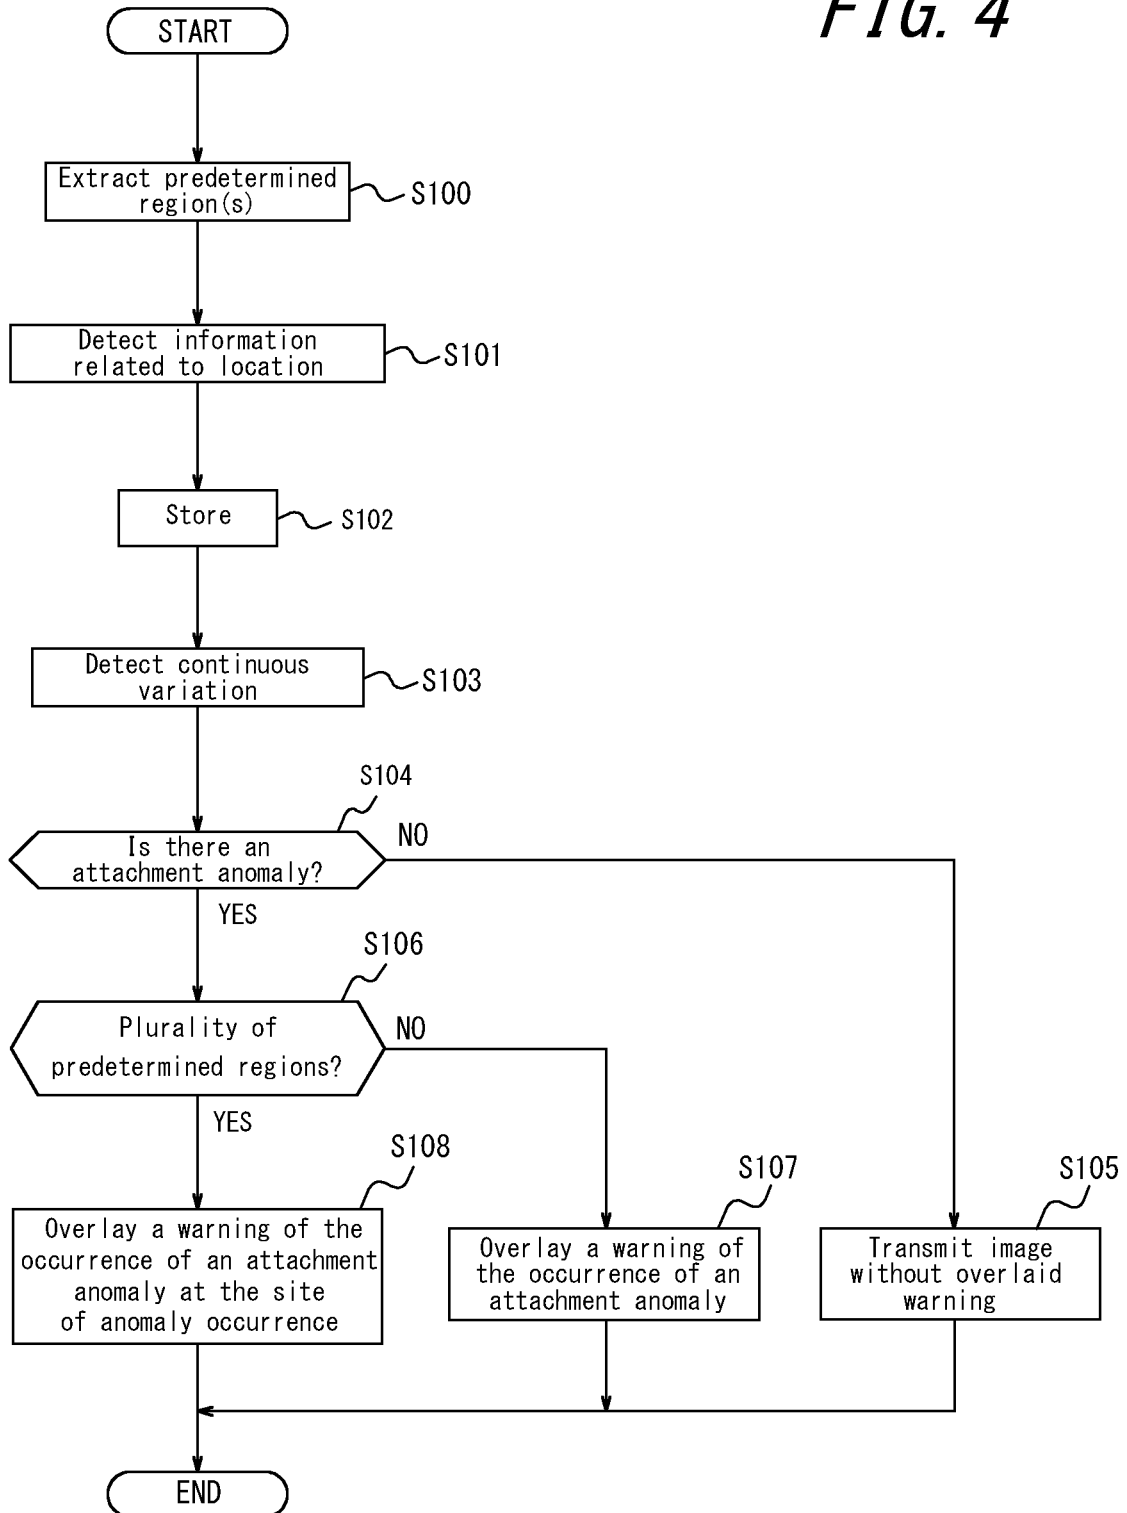 FIG. 4
START
Extract predetermined
region(s)
S100
Detect information
related to location
S101
Store
S102
Detect continuous
variation
S103
S104
Is there an
attachment anomaly?
NO
YES
S106
Plurality of
predetermined regions?
NO
YES
S108
Overlay a warning of the
occurrence of an attachment
anomaly at the site
of anomaly occurrence
S107
Overlay a warning of
the occurrence of an
attachment anomaly
S105
Transmit image
without overlaid
warning
END